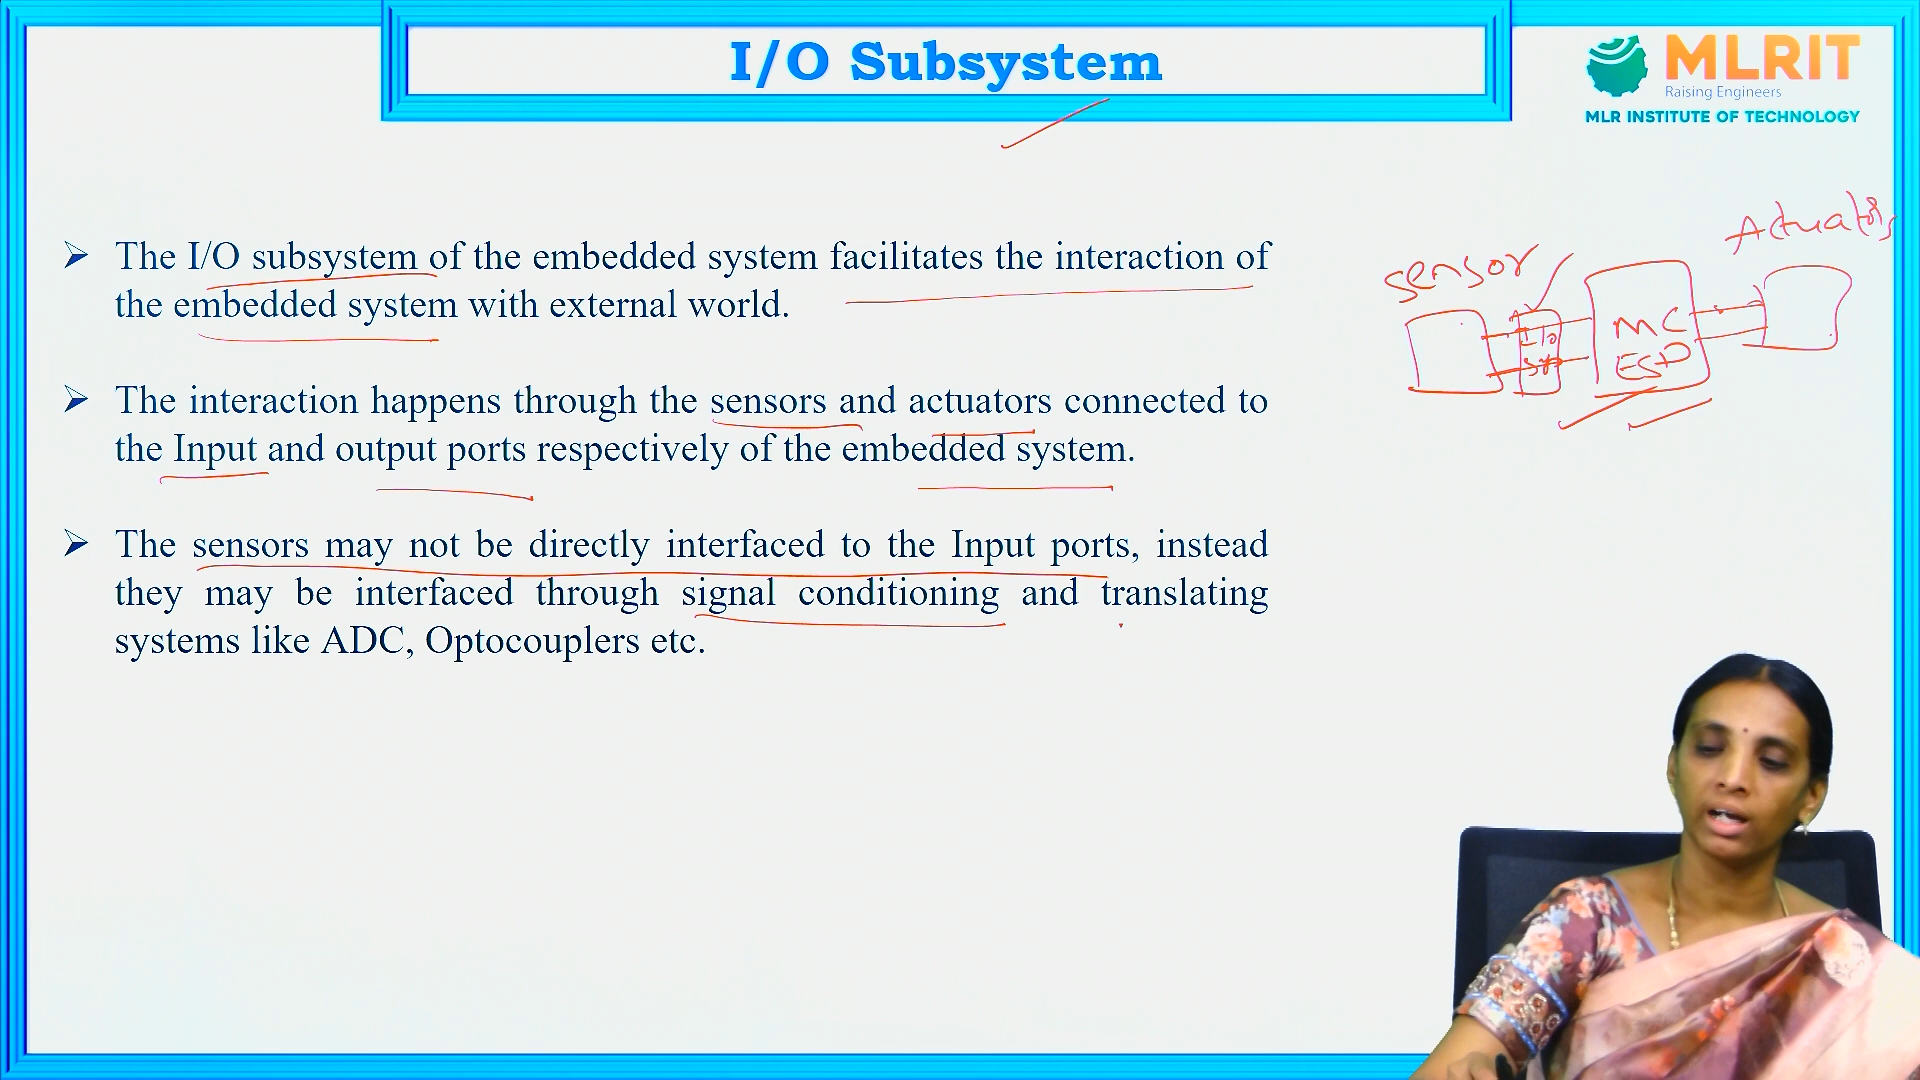 I/O Subsystem
MLRIT
Raising Engineers
MLR INSTITUTE OF TECHNOLOGY
The I/O subsystem of the embedded system facilitates the interaction of
the embedded system with external world.
The interaction happens through the sensors and actuators connected to
the Input and output ports respectively of the embedded system.
The sensors may not be directly interfaced to the Input ports, instead
they may be interfaced through signal conditioning and translating
systems like ADC, Optocouplers etc.
Actuators
sensor
I/O
MC
ESD